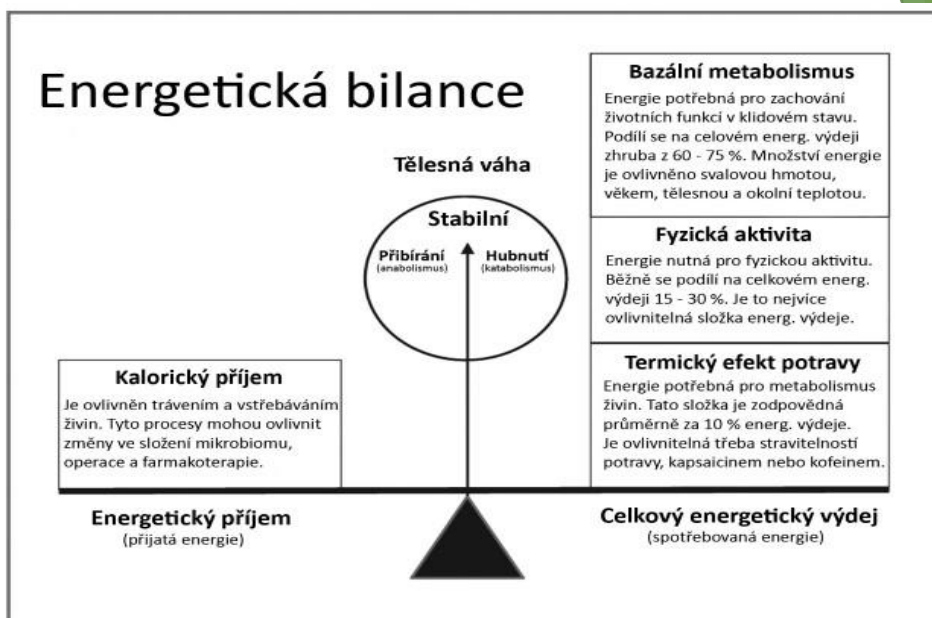 Energetická bilance
Tělesná váha
Stabilní
Přibírání
(anabolismus)
Hubnutí
(katabolismus)
Bazální metabolismus
Energie potřebná pro zachování
životních funkcí v klidovém stavu.
Podílí se na celovém energ. výdeji
zhruba z 60 - 75 %. Množství energie
je ovlivněno svalovou hmotou,
věkem, tělesnou a okolní teplotou.
Fyzická aktivita
Energie nutná pro fyzickou aktivitu.
Běžně se podílí na celkovém energ.
výdeji 15 - 30 %. Je to nejvíce
ovlivnitelná složka energ. výdeje.
Termický efekt potravy
Energie potřebná pro metabolismus
živin. Tato složka je zodpovědná
průměrně za 10 % energ. výdeje.
Je ovlivnitelná třeba stravitelností
potravy, kapsaicinem nebo kofeinem.
Kalorický příjem
Je ovlivněn trávením a vstřebáváním
živin. Tyto procesy mohou ovlivnit
změny ve složení mikrobiomu,
operace a farmakoterapie.
Energetický příjem
(přijatá energie)
Celkový energetický výdej
(spotřebovaná energie)